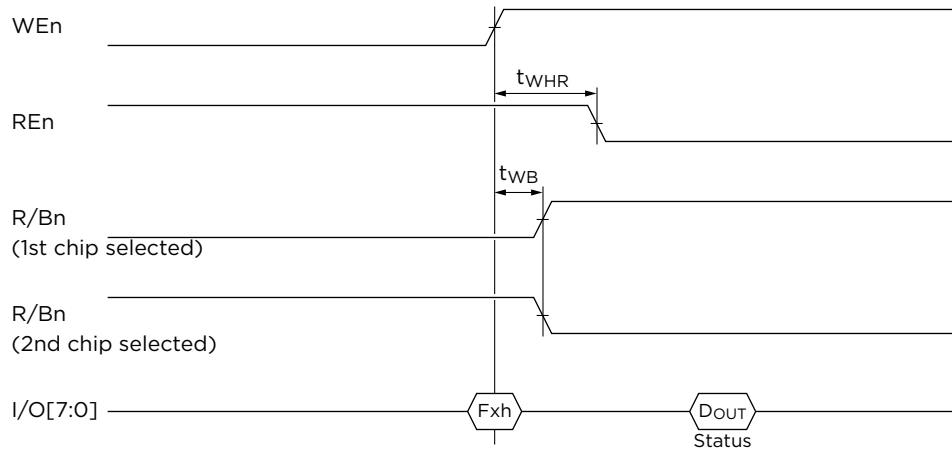 WEn
tWHR
REn
tWB
R/Bn
(1st chip selected)
R/Bn
(2nd chip selected)
I/O[7:0]
Fxh
DOUT
Status